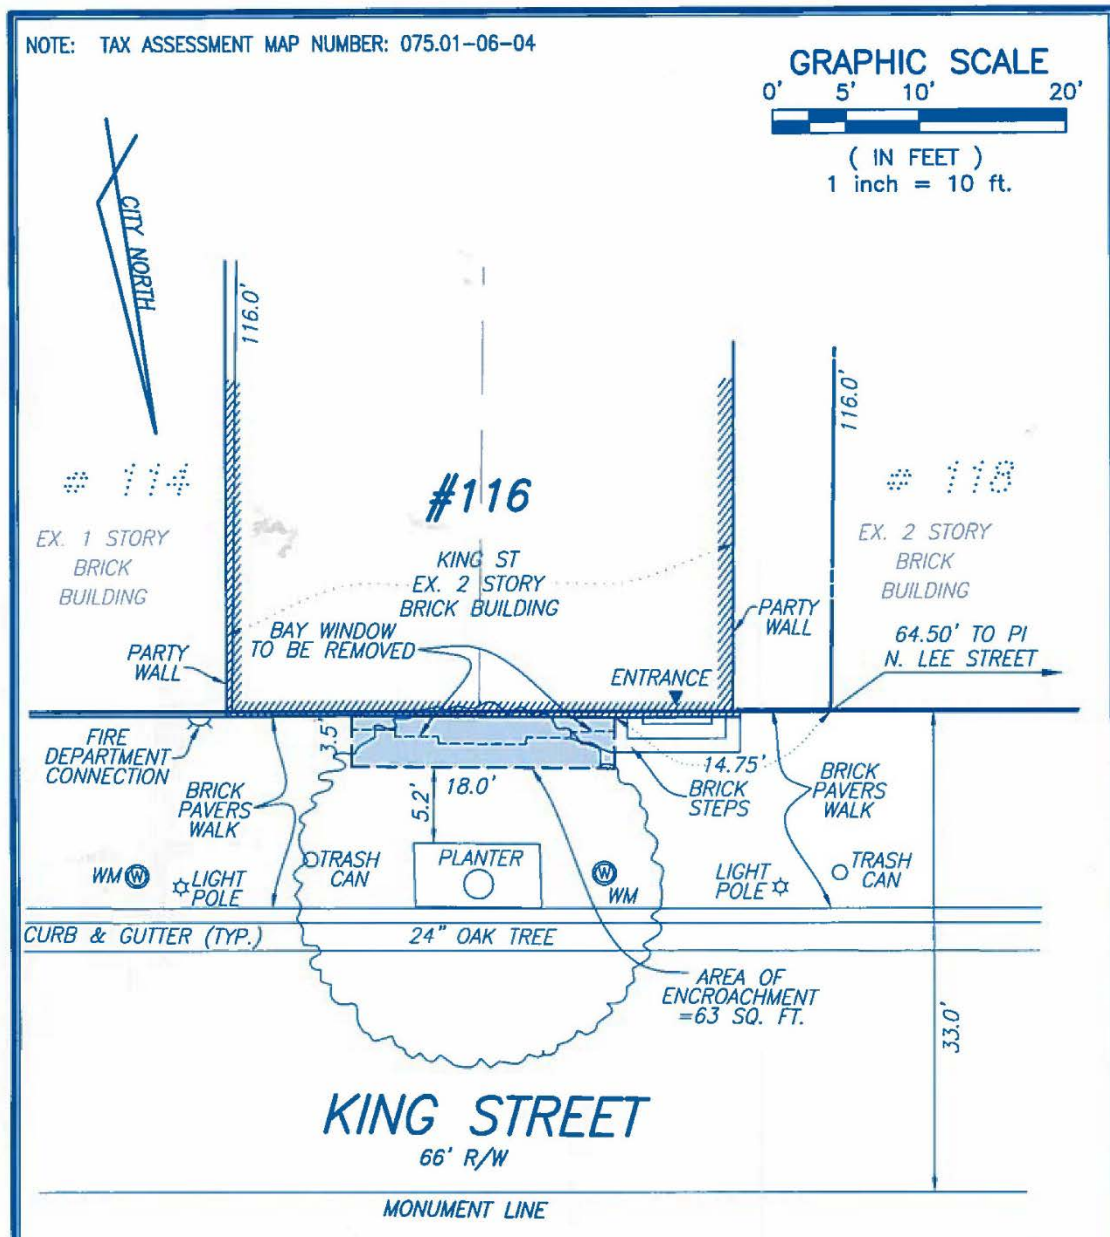 NOTE: TAX ASSESSMENT MAP NUMBER: 075.01-06-04
GRAPHIC SCALE
0' 5' 10' 20'
( IN FEET )
1 inch = 10 ft.
CITY NORTH
116.0'
116.0'
# 114
EX. 1 STORY
BRICK
BUILDING
#116
KING ST
EX. 2 STORY
BRICK BUILDING
# 118
EX. 2 STORY
BRICK
BUILDING
PARTY
WALL
BAY WINDOW
TO BE REMOVED
ENTRANCE
PARTY
WALL
64.50' TO PI
N. LEE STREET
FIRE
DEPARTMENT
CONNECTION
3.5'
BRICK
PAVERS
WALK
18.0'
5.2'
14.75'
BRICK
STEPS
BRICK
PAVERS
WALK
WM W
LIGHT
POLE
TRASH
CAN
PLANTER
W
WM
LIGHT
POLE
TRASH
CAN
CURB & GUTTER (TYP.)
24" OAK TREE
AREA OF
ENCROACHMENT
=63 SQ. FT.
33.0'
KING STREET
66' R/W
MONUMENT LINE